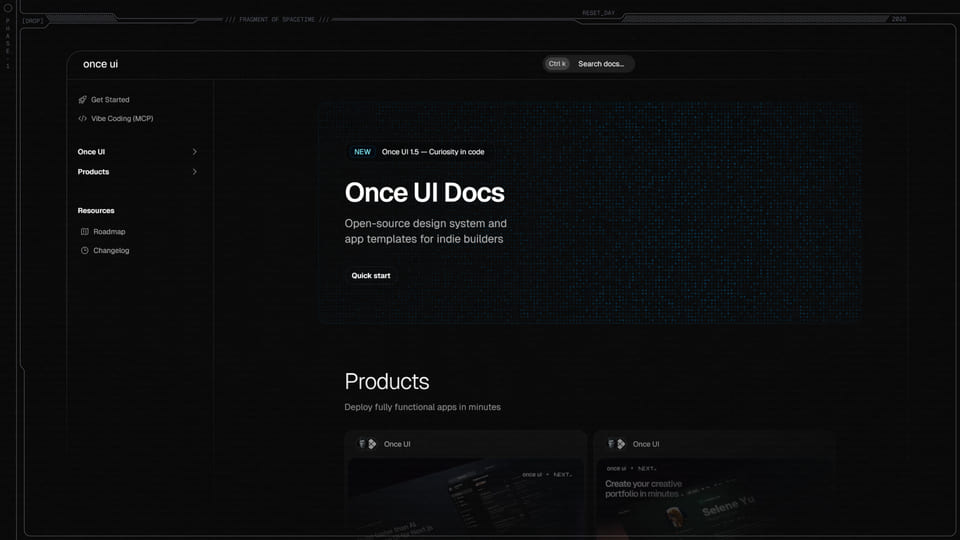 RESET_DAY
[DROP]
/// FRAGMENT OF SPACETIME ///
2025
PHASE-1
once ui
Ctrl k
Search docs...
Get Started
Vibe Coding (MCP)
Once UI
Products
Resources
Roadmap
Changelog
NEW
Once UI 1.5 — Curiosity in code
Once UI Docs
Open-source design system and
app templates for indie builders
Quick start
Products
Deploy fully functional apps in minutes
Once UI
Once UI
once ui + NEXT.
once ui + NEXT.
Create your creative
portfolio in minutes
Selene Yu